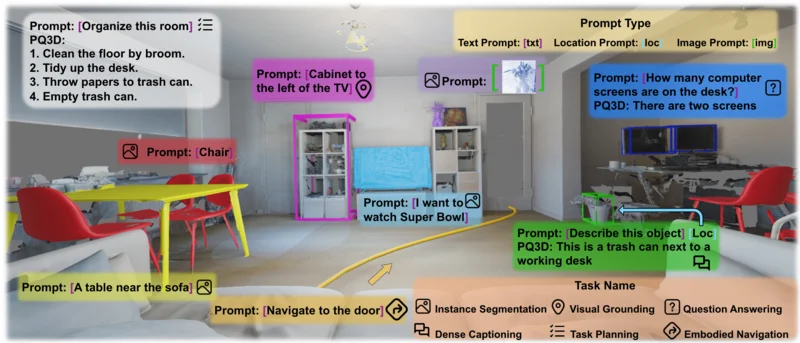 Prompt: [Organize this room]
PQ3D:
1. Clean the floor by broom.
2. Tidy up the desk.
3. Throw papers to trash can.
4. Empty trash can.
Prompt Type
Text Prompt: [txt] Location Prompt: [loc] Image Prompt: [img]
Prompt: [Cabinet to
the left of the TV]
Prompt: [ ]
Prompt: [How many computer
screens are on the desk?]
PQ3D: There are two screens
Prompt: [Chair]
Prompt: [I want to
watch Super Bowl]
Prompt: [Describe this object] [Loc
PQ3D: This is a trash can next to a
working desk
Prompt: [A table near the sofa]
Prompt: [Navigate to the door]
Task Name
Instance Segmentation Visual Grounding ? Question Answering
Dense Captioning Task Planning Embodied Navigation